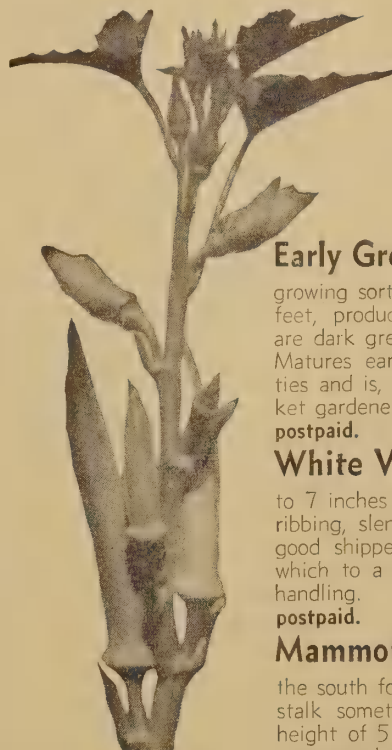 Early Gre
growing sort
feet, produc
are dark gre
Matures ear
ties and is,
ket gardene
postpaid.
White V
to 7 inches
ribbing, slen
good shippe
which to a
handling.
postpaid.
Mammo
the south fo
stalk somet
height of 5